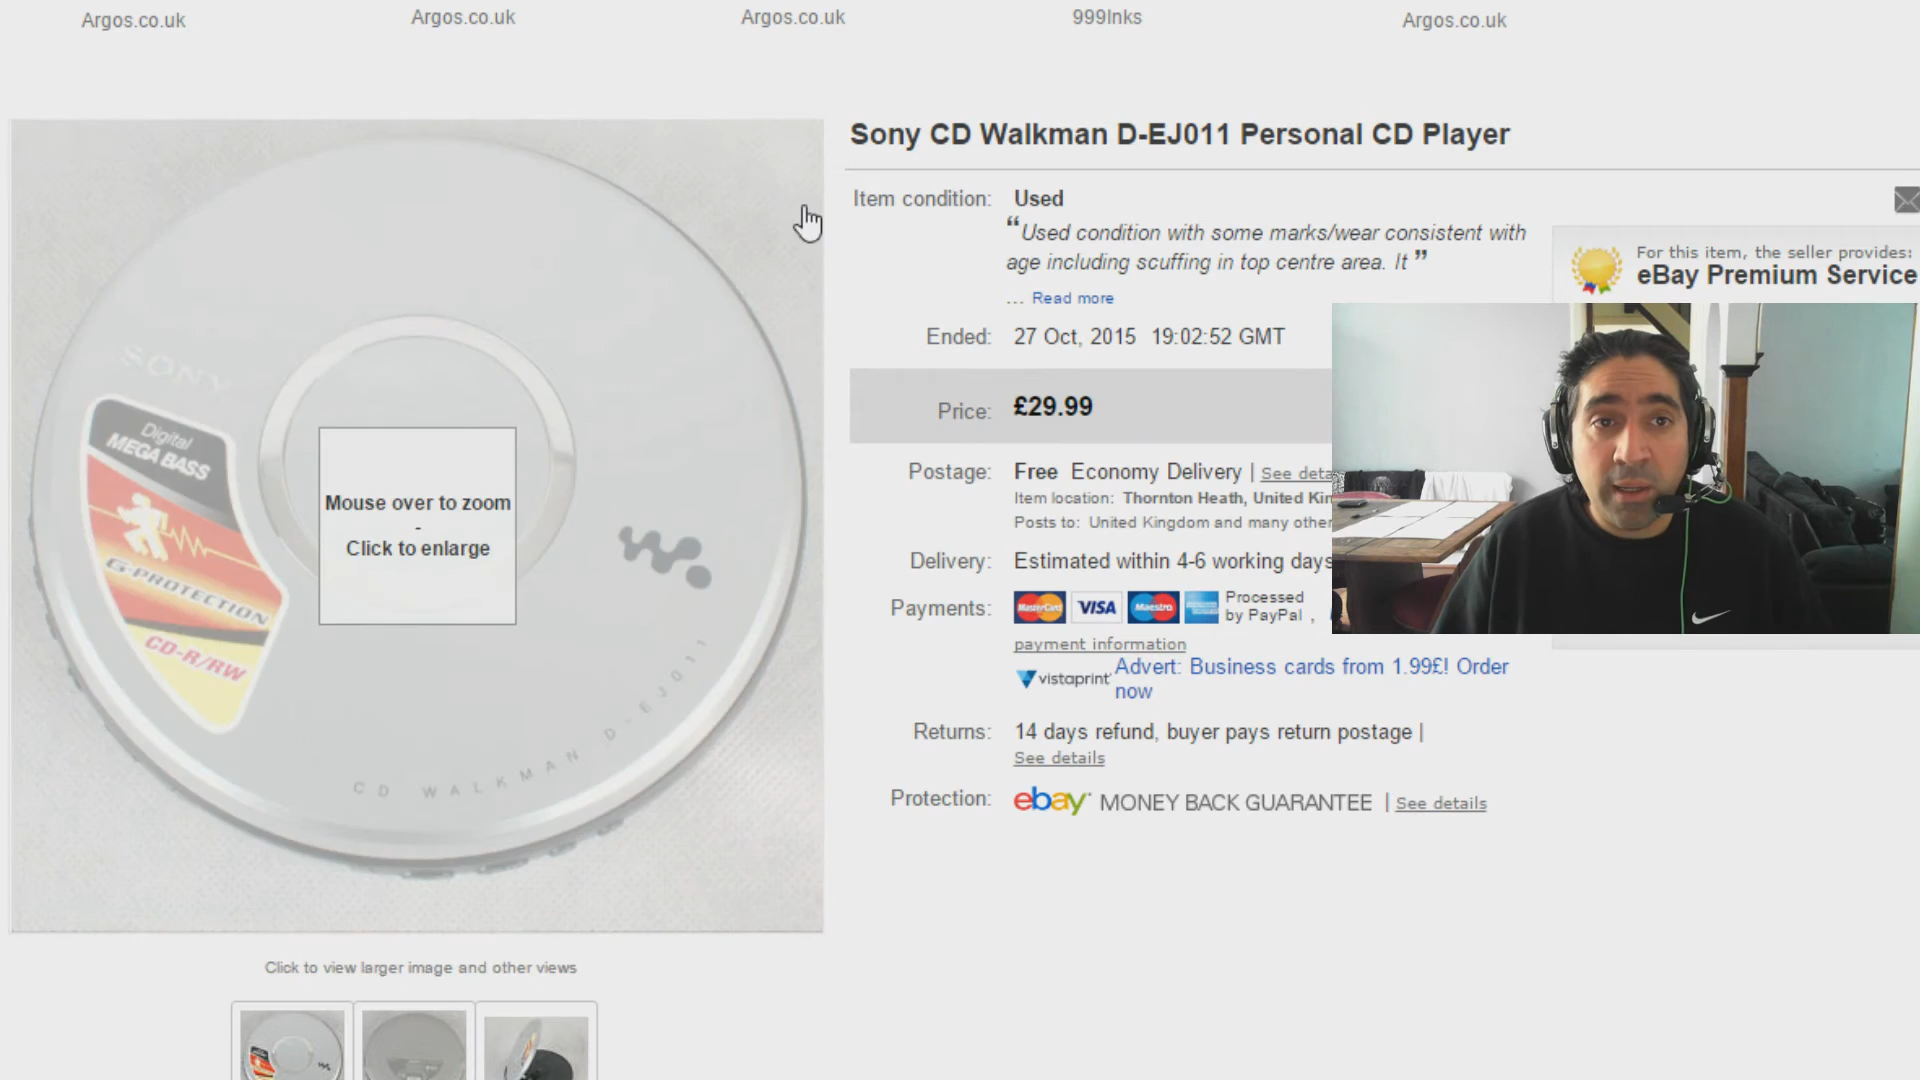 Argos.co.uk
Argos.co.uk
Argos.co.uk
999Inks
Argos.co.uk
Sony CD Walkman D-EJ011 Personal CD Player
Item condition: Used
“Used condition with some marks/wear consistent with
age including scuffing in top centre area. It ”
... Read more
For this item, the seller provides:
eBay Premium Service
Ended: 27 Oct, 2015 19:02:52 GMT
Price: £29.99
Postage: Free Economy Delivery | See deta
Item location: Thornton Heath, United Kin
Posts to: United Kingdom and many other
Delivery: Estimated within 4-6 working days
Payments: MasterCard VISA Maestro Processed
by PayPal ,
payment information
vistaprint Advert: Business cards from 1.99£! Order
now
Returns: 14 days refund, buyer pays return postage |
See details
Protection: ebay MONEY BACK GUARANTEE | See details
SONY
Digital
MEGA BASS
G-PROTECTION
CD-R/RW
Mouse over to zoom
-
Click to enlarge
CD WALKMAN D-EJ011
Click to view larger image and other views